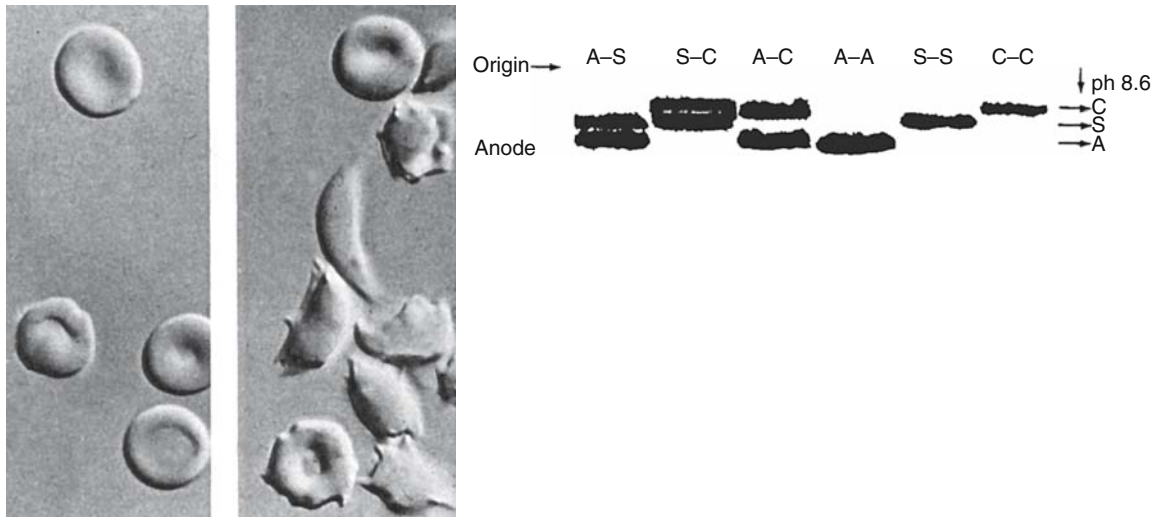 Origin A–S S–C A–C A–A S–S C–C
ph 8.6
C
S
Anode A